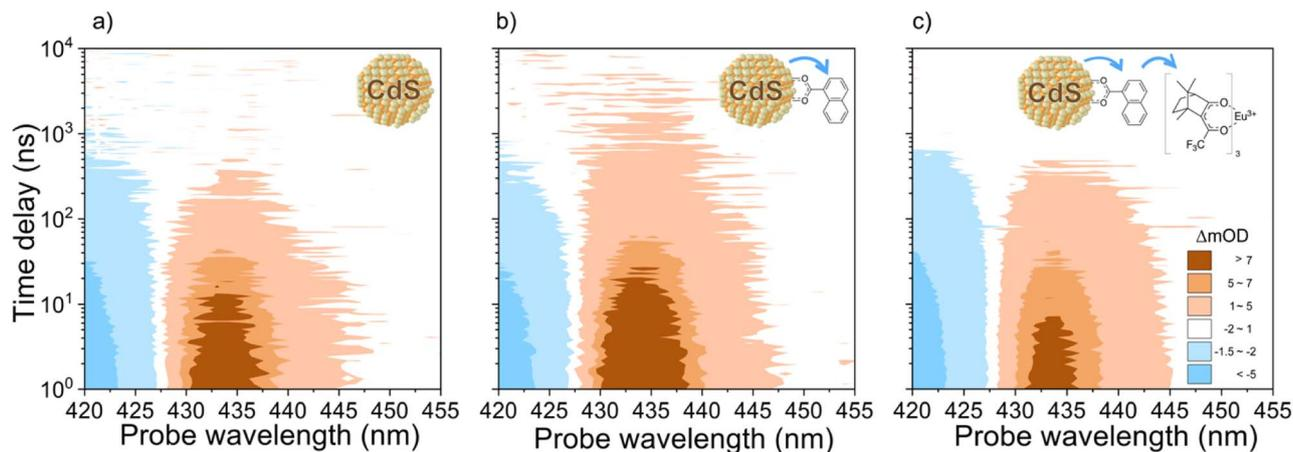 a)
b)
c)
CdS
CdS
CdS
O
O
O
O
O
O
Eu³⁺
F₃C
3
10⁴
10³
10²
10¹
10⁰
Time delay (ns)
ΔmOD
> 7
5 ~ 7
1 ~ 5
-2 ~ 1
-1.5 ~ -2
< -5
420 425 430 435 440 445 450 455
420 425 430 435 440 445 450 455
420 425 430 435 440 445 450 455
Probe wavelength (nm)
Probe wavelength (nm)
Probe wavelength (nm)